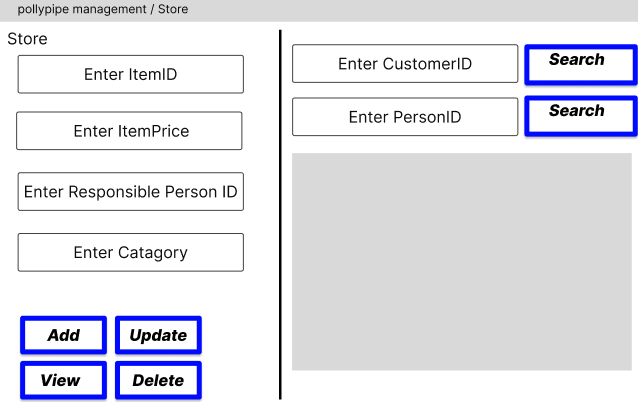 pollypipe management / Store
Store
Enter ItemID
Enter ItemPrice
Enter Responsible Person ID
Enter Catagory
Add
Update
View
Delete
Enter CustomerID
Search
Enter PersonID
Search